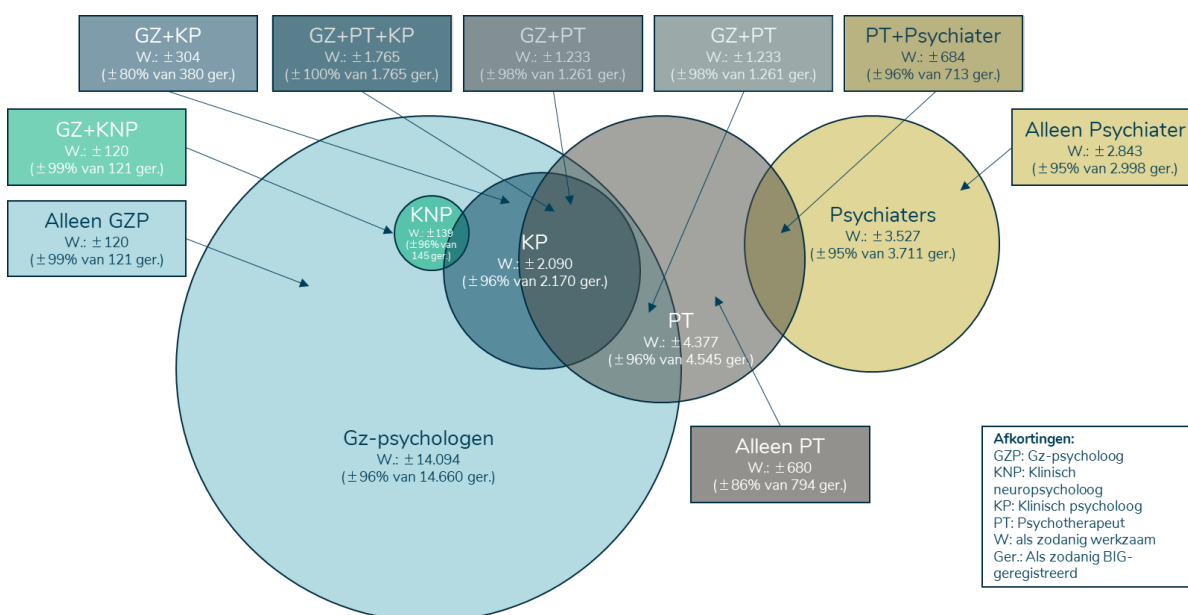 GZ+KP
W.: ±304
(±80% van 380 ger.)
GZ+PT+KP
W.: ±1.765
(±100% van 1.765 ger.)
GZ+PT
W.: ±1.233
(±98% van 1.261 ger.)
GZ+PT
W.: ±1.233
(±98% van 1.261 ger.)
PT+Psychiater
W.: ±684
(±96% van 713 ger.)
GZ+KNP
W.: ±120
(±99% van 121 ger.)
Alleen Psychiater
W.: ±2.843
(±95% van 2.998 ger.)
Alleen GZP
W.: ±120
(±99% van 121 ger.)
KNP
W.: ±139
(±96% van
145 ger.)
KP
W.: ±2.090
(±96% van 2.170 ger.)
Psychiaters
W.: ±3.527
(±95% van 3.711 ger.)
PT
W.: ±4.377
(±96% van 4.545 ger.)
Gz-psychologen
W.: ±14.094
(±96% van 14.660 ger.)
Alleen PT
W.: ±680
(±86% van 794 ger.)
Afkortingen:
GZP: Gz-psycholoog
KNP: Klinisch
neuropsycholoog
KP: Klinisch psycholoog
PT: Psychotherapeut
W: als zodanig werkzaam
Ger.: Als zodanig BIG-
geregistreerd